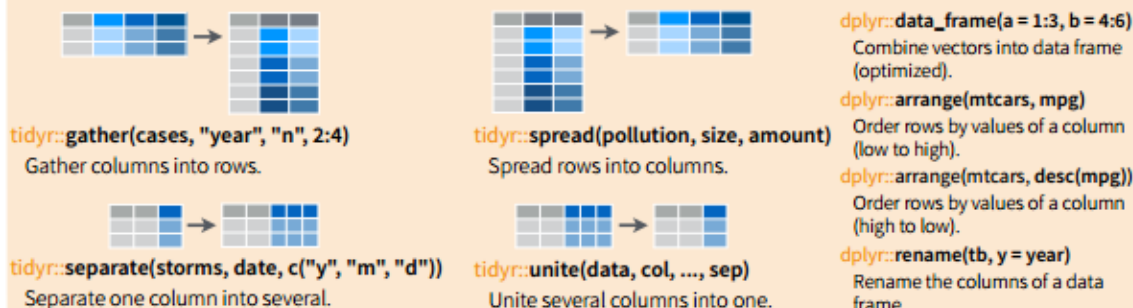 tidyr::gather(cases, "year", "n", 2:4)
Gather columns into rows.
tidyr::spread(pollution, size, amount)
Spread rows into columns.
tidyr::separate(storms, date, c("y", "m", "d"))
Separate one column into several.
tidyr::unite(data, col, ..., sep)
Unite several columns into one.
dplyr::data_frame(a = 1:3, b = 4:6)
Combine vectors into data frame
(optimized).
dplyr::arrange(mtcars, mpg)
Order rows by values of a column
(low to high).
dplyr::arrange(mtcars, desc(mpg))
Order rows by values of a column
(high to low).
dplyr::rename(tb, y = year)
Rename the columns of a data
frame.